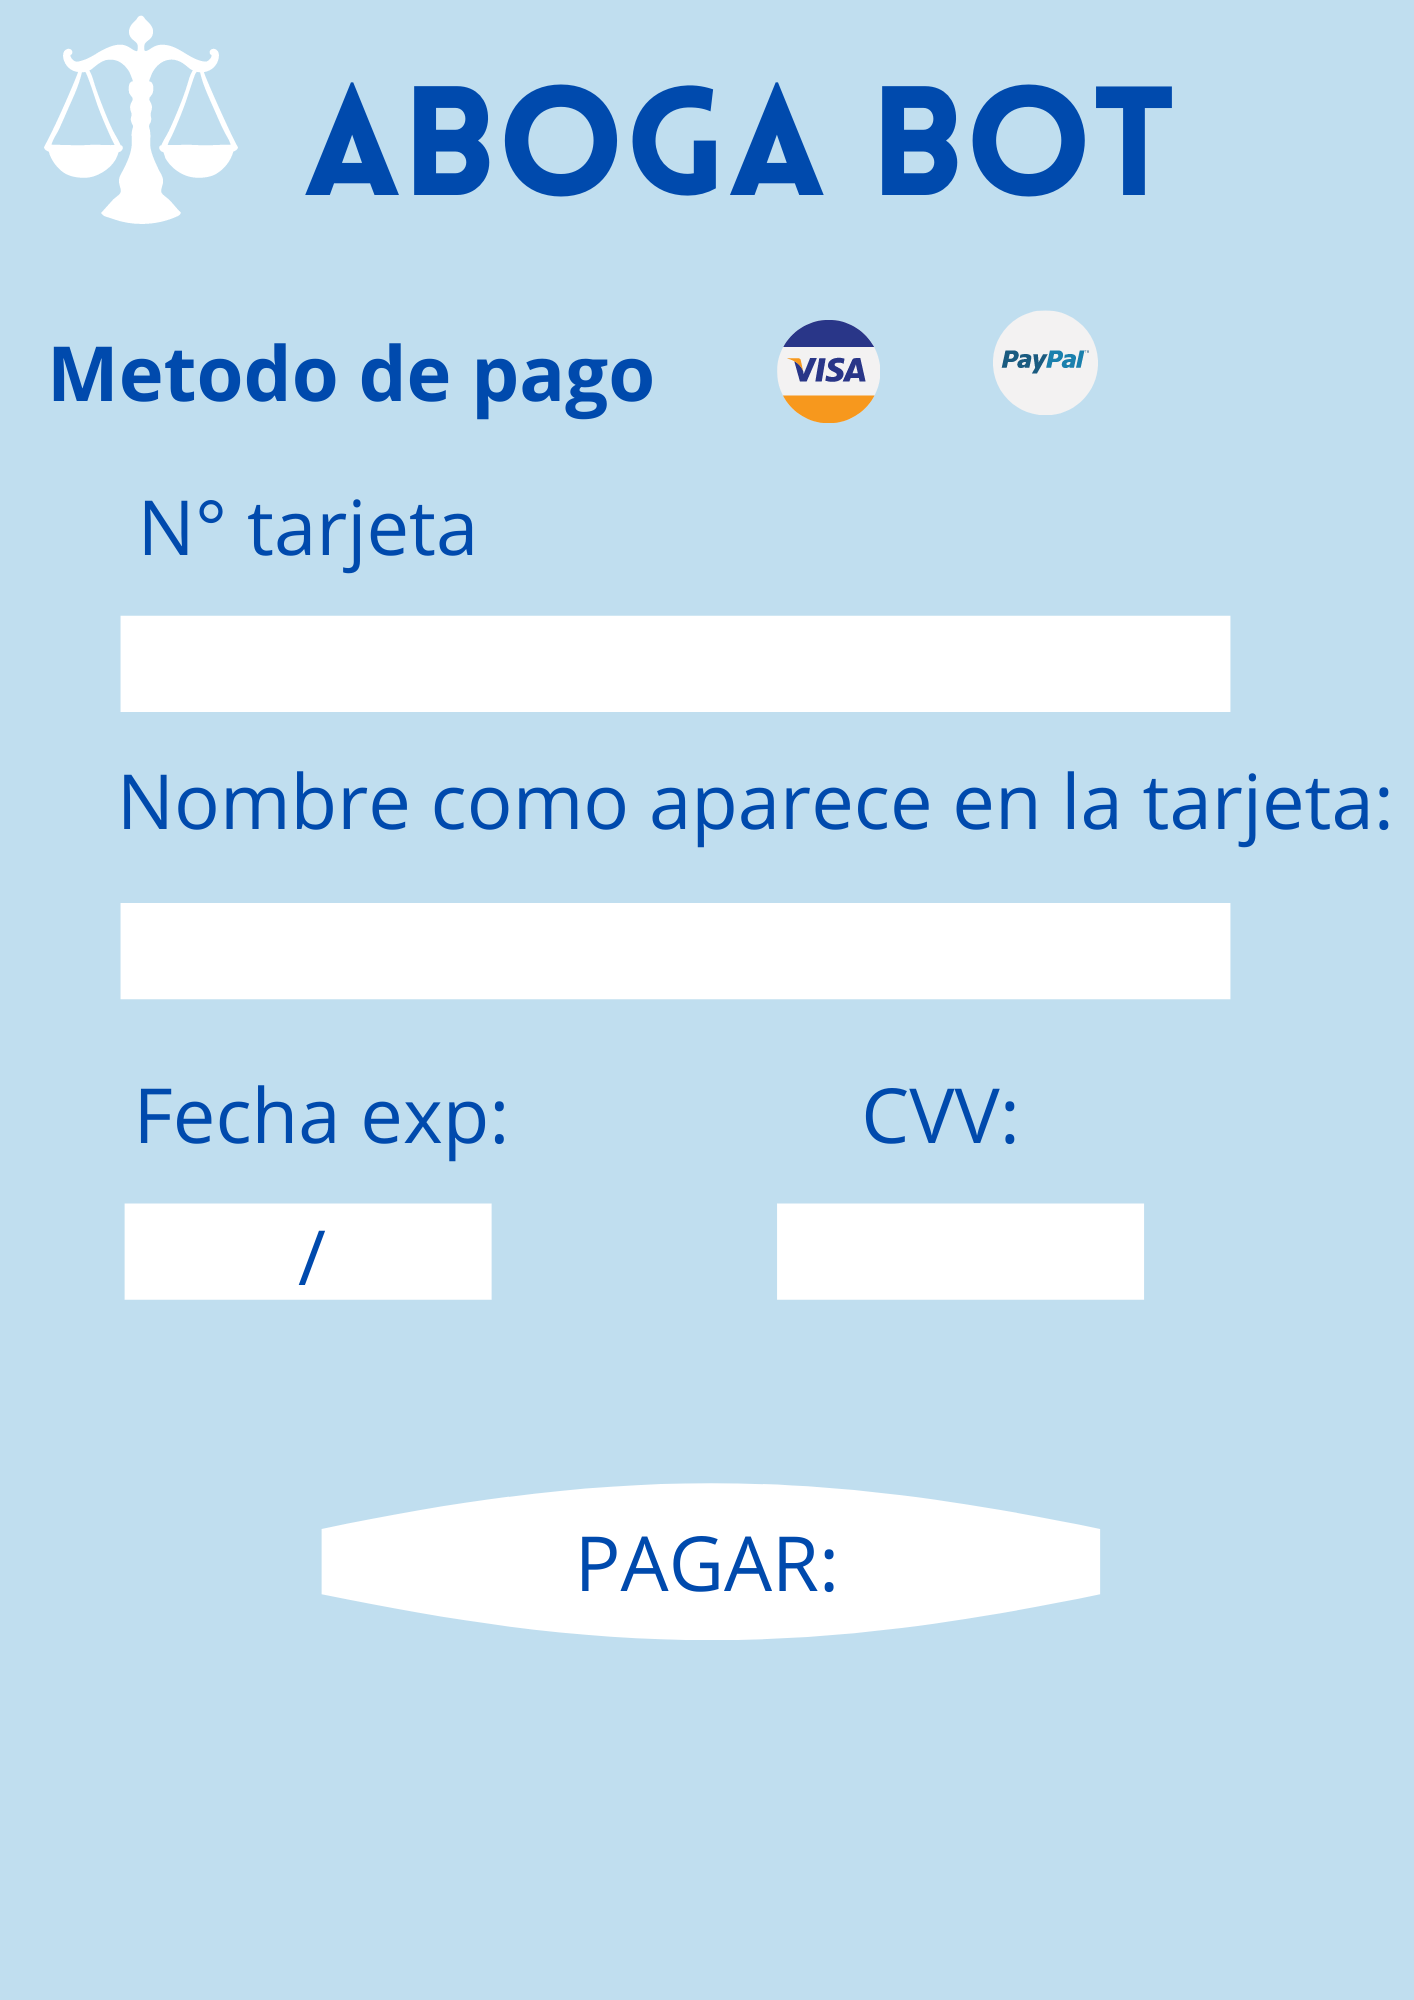 ABOGA BOT
Metodo de pago
VISA
PayPal
N° tarjeta
Nombre como aparece en la tarjeta:
Fecha exp:
CVV:
/
PAGAR: